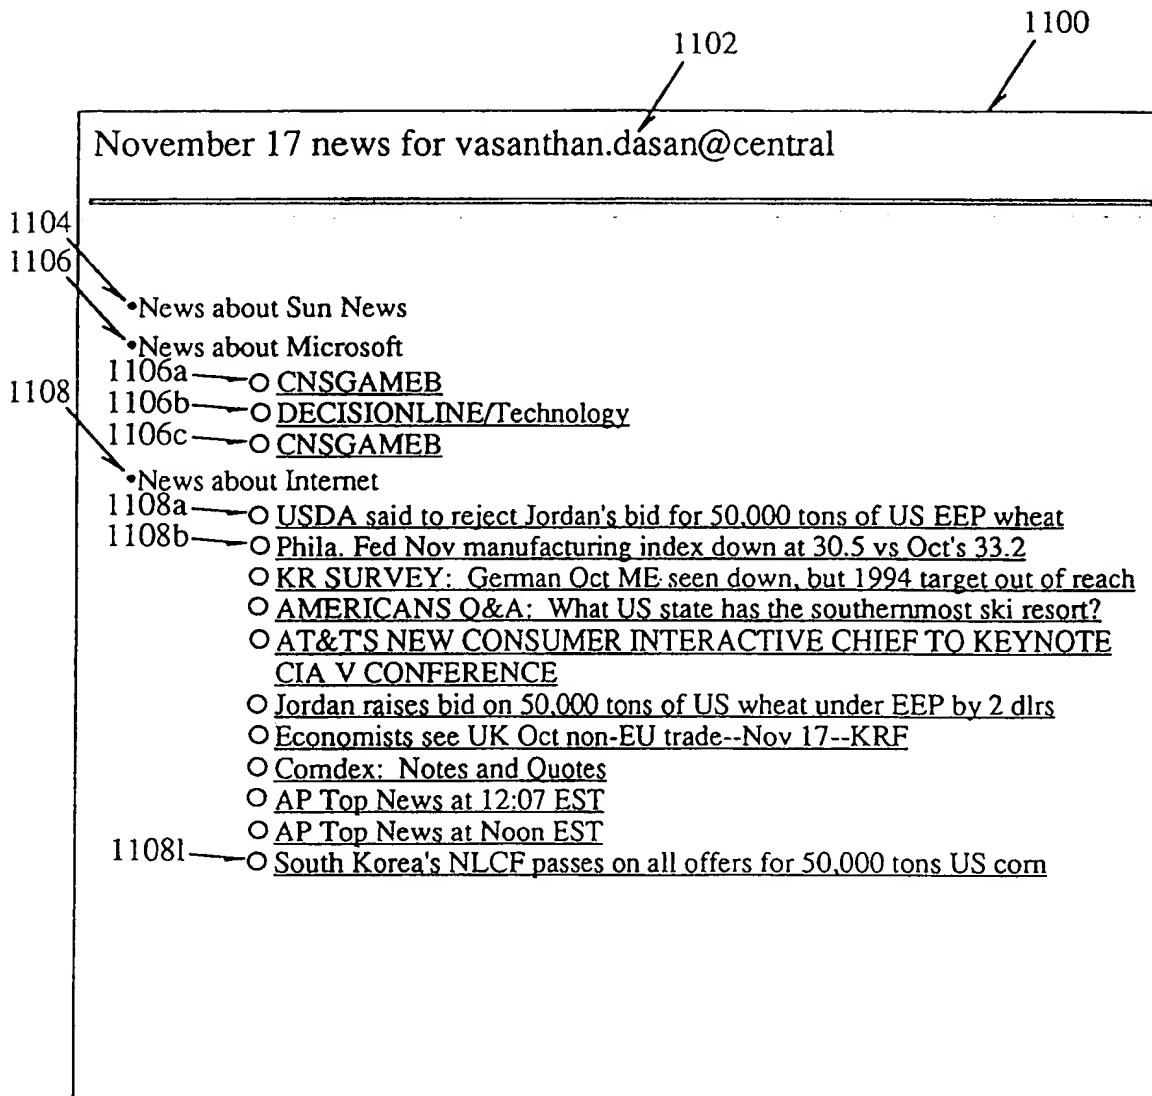 1100
1102
November 17 news for vasanthan.dasan@central
1104
1106
•News about Sun News
•News about Microsoft
1106a
CNSGAMEB
1108
1106b
DECISIONLINE/Technology
1106c
CNSGAMEB
•News about Internet
1108a
USDA said to reject Jordan's bid for 50,000 tons of US EEP wheat
1108b
Phila. Fed Nov manufacturing index down at 30.5 vs Oct's 33.2
KR SURVEY: German Oct ME seen down, but 1994 target out of reach
AMERICANS Q&A: What US state has the southernmost ski resort?
AT&T'S NEW CONSUMER INTERACTIVE CHIEF TO KEYNOTE
CIA V CONFERENCE
Jordan raises bid on 50,000 tons of US wheat under EEP by 2 dlrs
Economists see UK Oct non-EU trade--Nov 17--KRF
Comdex: Notes and Quotes
AP Top News at 12:07 EST
AP Top News at Noon EST
1108l
South Korea's NLCF passes on all offers for 50,000 tons US corn